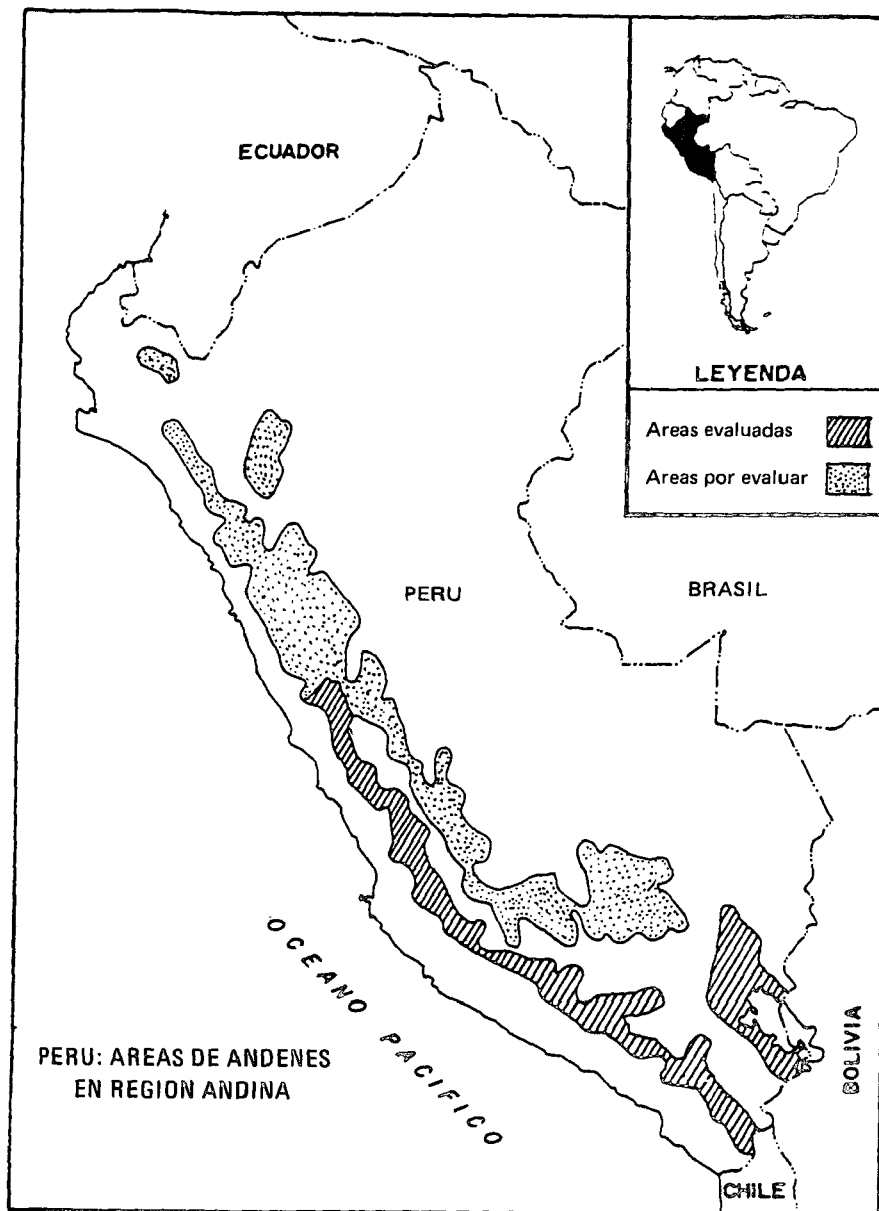 ECUADOR
LEYENDA
Areas evaluadas
Areas por evaluar
PERU
BRASIL
OCEANO PACIFICO
BOLIVIA
PERU: AREAS DE ANDENES
EN REGION ANDINA
CHILE